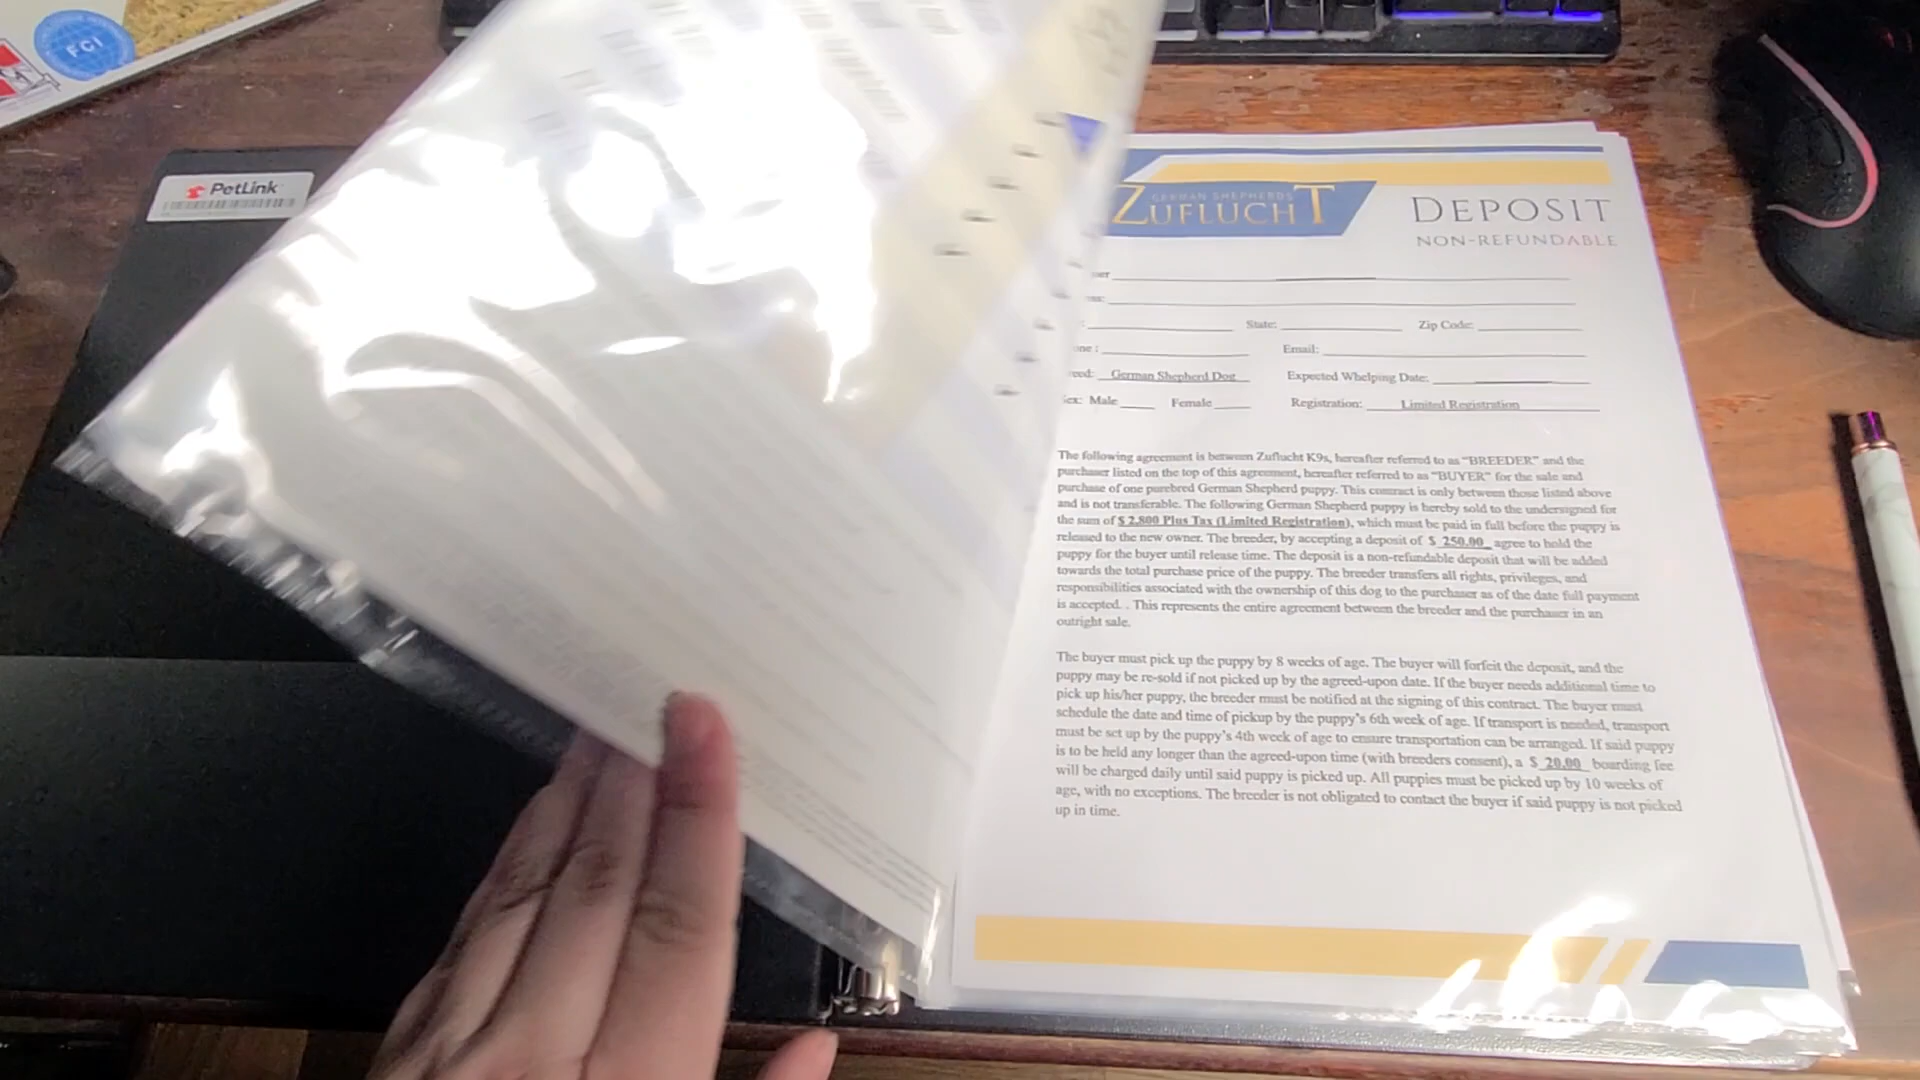 FCI
PetLink
GERMAN SHEPHERDS
ZUFLUCHT
DEPOSIT
NON-REFUNDABLE
State: Zip Code:
Email:
German Shepherd Dog Expected Whelping Date:
Male Female Registration: Limited Registration
The following agreement is between Zuflucht K9s, hereafter referred to as "BREEDER" and the
purchaser listed on the top of this agreement, hereafter referred to as "BUYER" for the sale and
purchase of one purebred German Shepherd puppy. This contract is only between those listed above
and is not transferable. The following German Shepherd puppy is hereby sold to the undersigned for
the sum of $ 2,800 Plus Tax (Limited Registration), which must be paid in full before the puppy is
released to the new owner. The breeder, by accepting a deposit of $ 250.00 agree to hold the
puppy for the buyer until release time. The deposit is a non-refundable deposit that will be added
towards the total purchase price of the puppy. The breeder transfers all rights, privileges, and
responsibilities associated with the ownership of this dog to the purchaser as of the date full payment
is accepted. . This represents the entire agreement between the breeder and the purchaser in an
outright sale.
The buyer must pick up the puppy by 8 weeks of age. The buyer will forfeit the deposit, and the
puppy may be re-sold if not picked up by the agreed-upon date. If the buyer needs additional time to
pick up his/her puppy, the breeder must be notified at the signing of this contract. The buyer must
schedule the date and time of pickup by the puppy's 6th week of age. If transport is needed, transport
must be set up by the puppy's 4th week of age to ensure transportation can be arranged. If said puppy
is to be held any longer than the agreed-upon time (with breeders consent), a $ 20.00 boarding fee
will be charged daily until said puppy is picked up. All puppies must be picked up by 10 weeks of
age, with no exceptions. The breeder is not obligated to contact the buyer if said puppy is not picked
up in time.